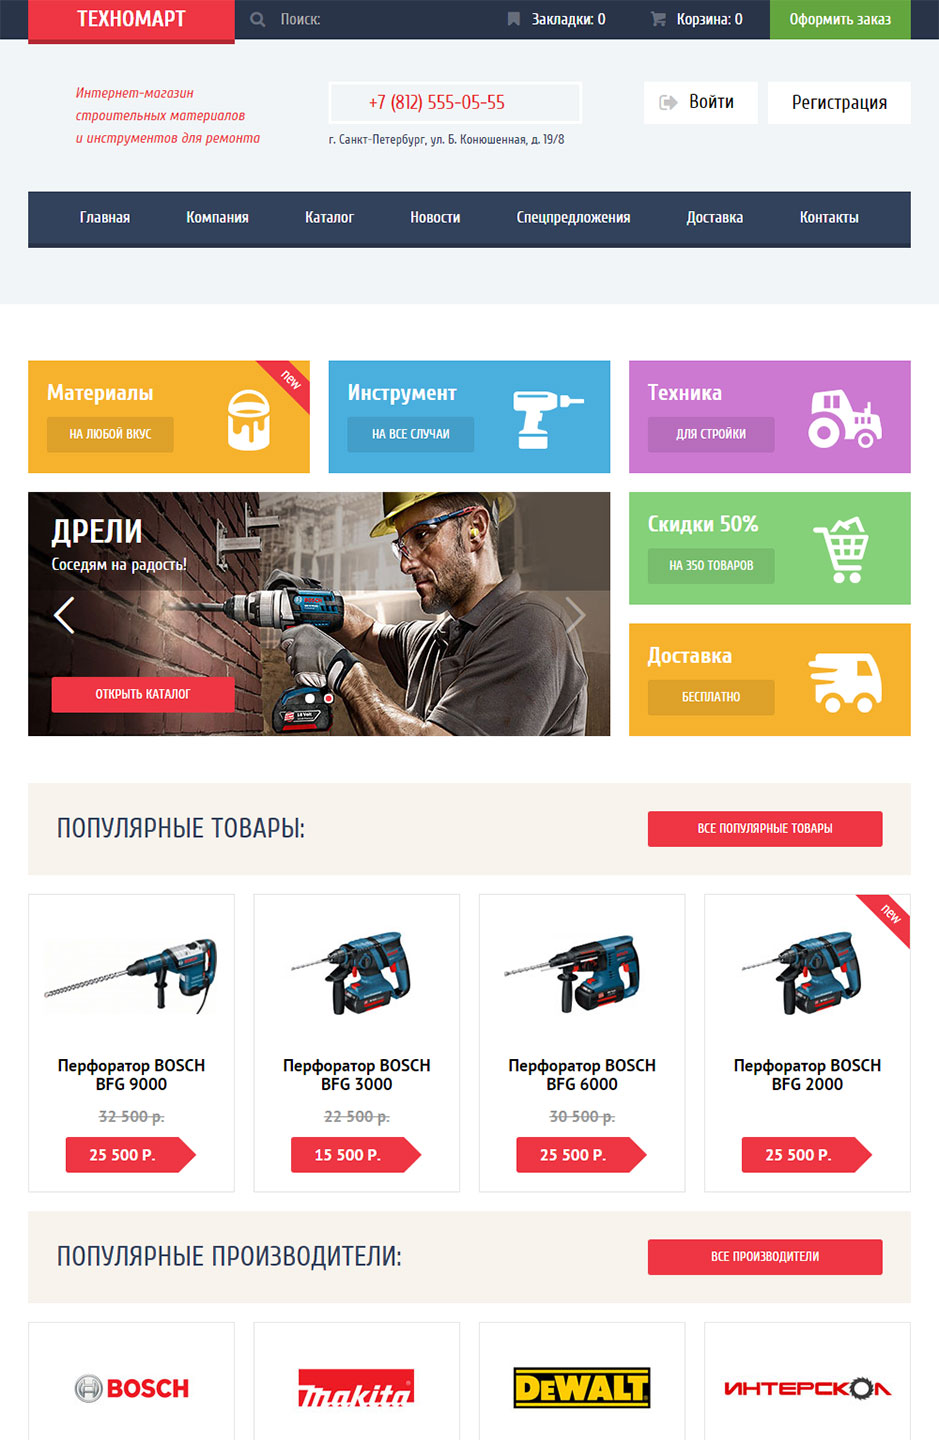 ТЕХНОМАРТ
Поиск:
Закладки: 0
Корзина: 0
Оформить заказ
Интернет-магазин
строительных материалов
и инструментов для ремонта
+7 (812) 555-05-55
г. Санкт-Петербург, ул. Б. Конюшенная, д. 19/8
Войти
Регистрация
Главная
Компания
Каталог
Новости
Спецпредложения
Доставка
Контакты
Материалы
НА ЛЮБОЙ ВКУС
new
Инструмент
НА ВСЕ СЛУЧАИ
Техника
ДЛЯ СТРОЙКИ
ДРЕЛИ
Соседям на радость!
ОТКРЫТЬ КАТАЛОГ
Скидки 50%
НА 350 ТОВАРОВ
Доставка
БЕСПЛАТНО
ПОПУЛЯРНЫЕ ТОВАРЫ:
ВСЕ ПОПУЛЯРНЫЕ ТОВАРЫ
Перфоратор BOSCH
BFG 9000
32 500 р.
25 500 Р.
Перфоратор BOSCH
BFG 3000
22 500 р.
15 500 Р.
Перфоратор BOSCH
BFG 6000
30 500 р.
25 500 Р.
new
Перфоратор BOSCH
BFG 2000
25 500 Р.
ПОПУЛЯРНЫЕ ПРОИЗВОДИТЕЛИ:
ВСЕ ПРОИЗВОДИТЕЛИ
BOSCH
makita
DEWALT
ИНТЕРСКОЛ